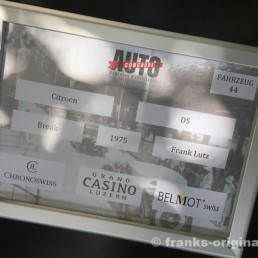 AUTO
CONCOURS
FAHRZEUG
44
Citroen
DS
Break
1975
Frank Lutz
CHRONOSWISS
GRAND
CASINO
LUZERN
BELMOT® swiss
© franks-origina